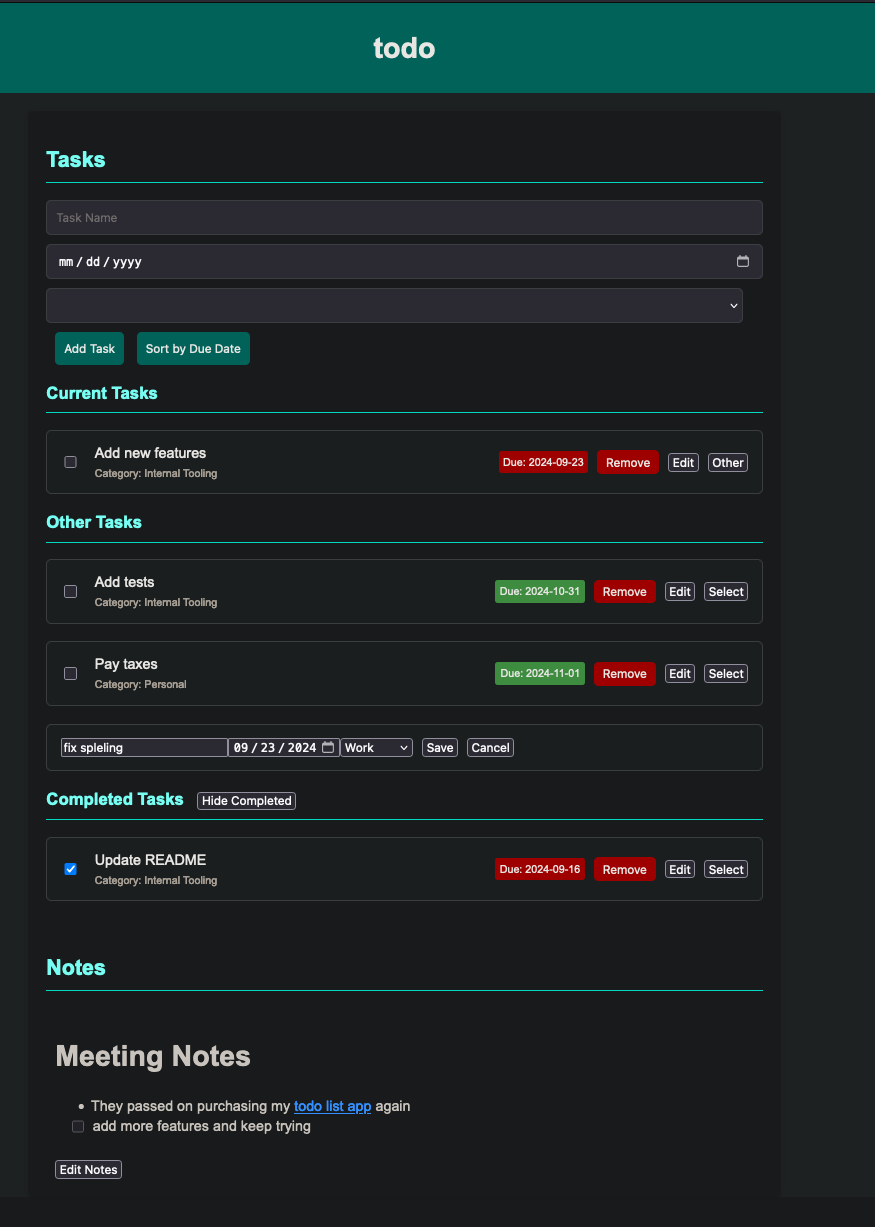 todo
Tasks
Task Name
mm / dd / yyyy
Add Task Sort by Due Date
Current Tasks
Add new features
Category: Internal Tooling
Due: 2024-09-23 Remove Edit Other
Other Tasks
Add tests
Category: Internal Tooling
Due: 2024-10-31 Remove Edit Select
Pay taxes
Category: Personal
Due: 2024-11-01 Remove Edit Select
fix spleling 09 / 23 / 2024 Work Save Cancel
Completed Tasks Hide Completed
Update README
Category: Internal Tooling
Due: 2024-09-16 Remove Edit Select
Notes
Meeting Notes
• They passed on purchasing my todo list app again
add more features and keep trying
Edit Notes